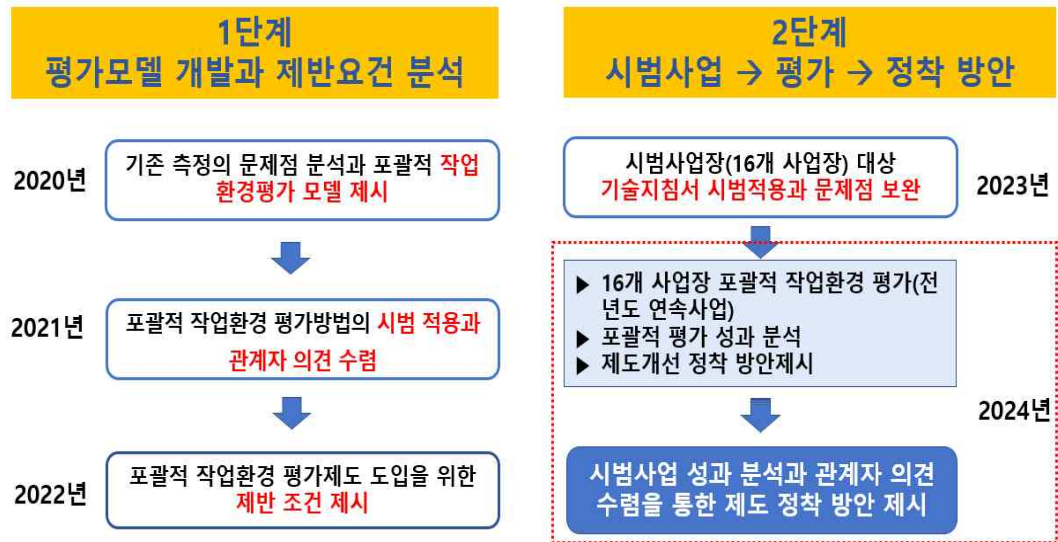 1단계
평가모델 개발과 제반요건 분석
2020년
기존 측정의 문제점 분석과 포괄적 작업
환경평가 모델 제시
2021년
포괄적 작업환경 평가방법의 시범 적용과
관계자 의견 수렴
2022년
포괄적 작업환경 평가제도 도입을 위한
제반 조건 제시
2단계
시범사업 → 평가 → 정착 방안
시범사업장(16개 사업장) 대상
기술지침서 시범적용과 문제점 보완
2023년
▶ 16개 사업장 포괄적 작업환경 평가(전
년도 연속사업)
▶ 포괄적 평가 성과 분석
▶ 제도개선 정착 방안제시
2024년
시범사업 성과 분석과 관계자 의견
수렴을 통한 제도 정착 방안 제시